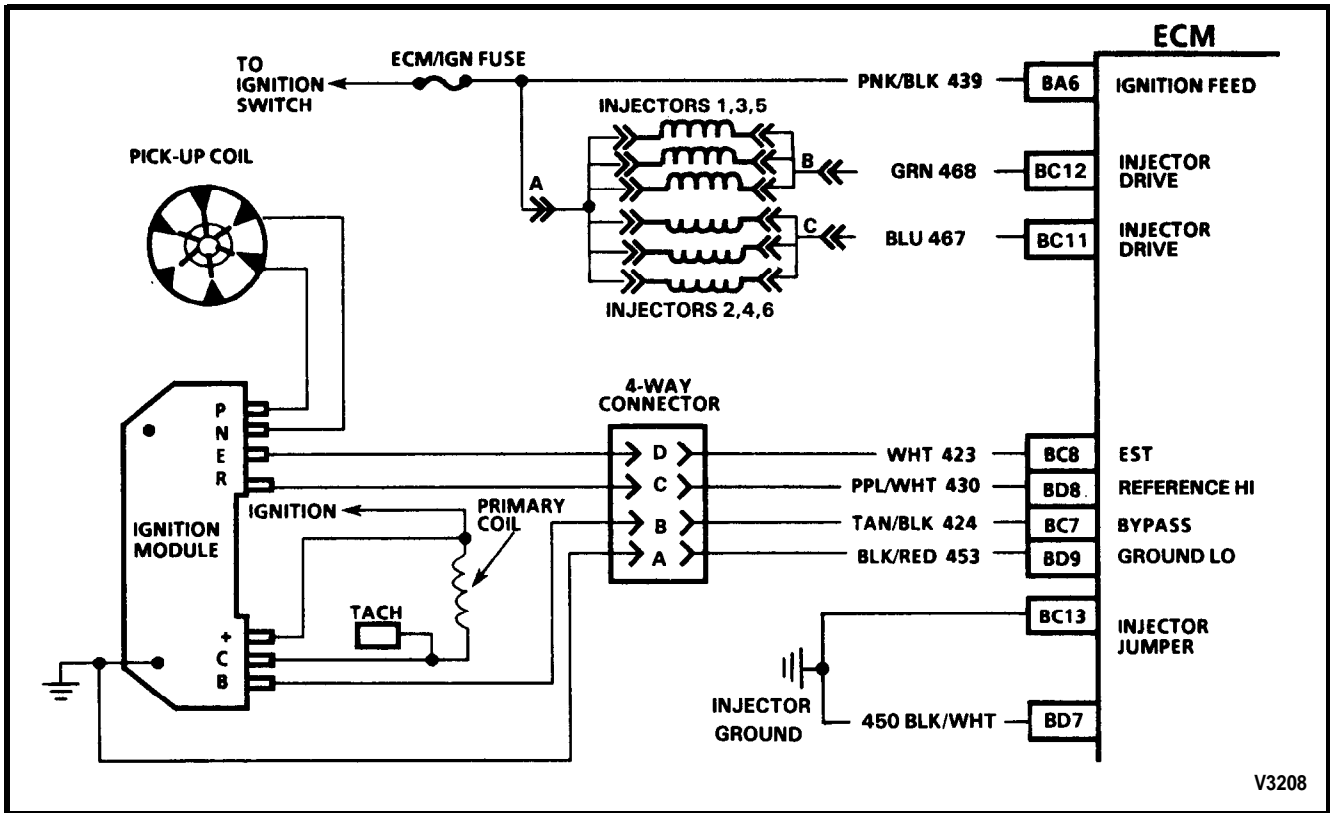 ECM
TO
IGNITION
SWITCH
ECM/IGN FUSE
PNK/BLK 439
BA6
IGNITION FEED
INJECTORS 1,3,5
PICK-UP COIL
A
B
GRN 468
BC12
INJECTOR
DRIVE
C
BLU 467
BC11
INJECTOR
DRIVE
INJECTORS 2,4,6
4-WAY
CONNECTOR
P
N
E
R
D
WHT 423
BC8
EST
C
PPL/WHT 430
BD8
REFERENCE HI
IGNITION
PRIMARY
COIL
B
TAN/BLK 424
BC7
BYPASS
IGNITION
MODULE
A
BLK/RED 453
BD9
GROUND LO
TACH
BC13
INJECTOR
JUMPER
+
C
B
INJECTOR
GROUND
450 BLK/WHT
BD7
V3208